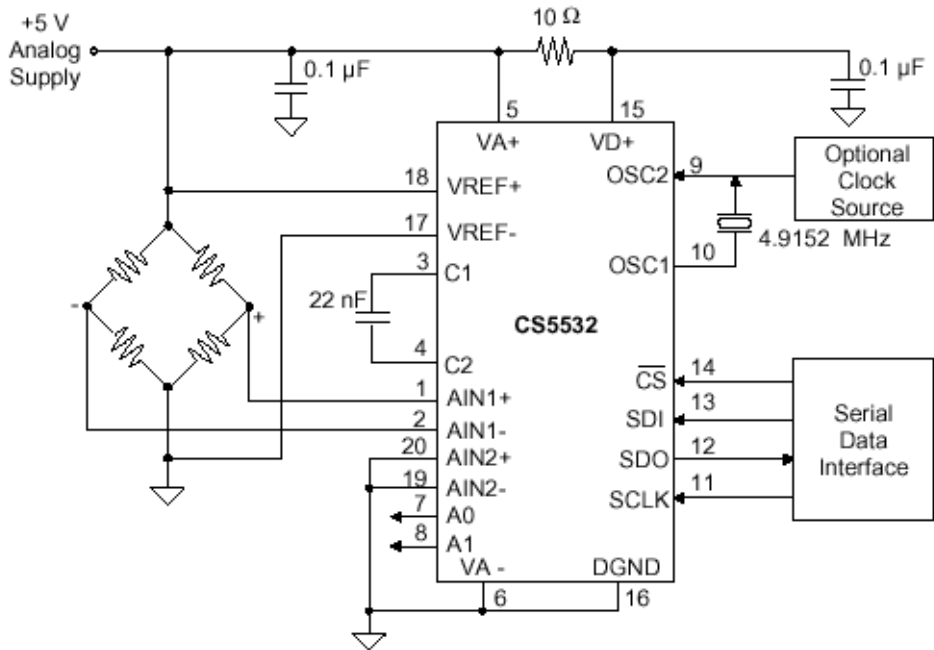 +5 V
Analog
Supply
0.1 µF
10 Ω
0.1 µF
5
15
VA+
VD+
18
VREF+
OSC2
9
Optional
Clock
Source
17
VREF-
4.9152 MHz
3
C1
OSC1
10
22 nF
CS5532
-
+
4
C2
1
AIN1+
CS
14
2
AIN1-
SDI
13
20
AIN2+
SDO
12
19
AIN2-
SCLK
11
Serial
Data
Interface
7
A0
8
A1
VA -
DGND
6
16